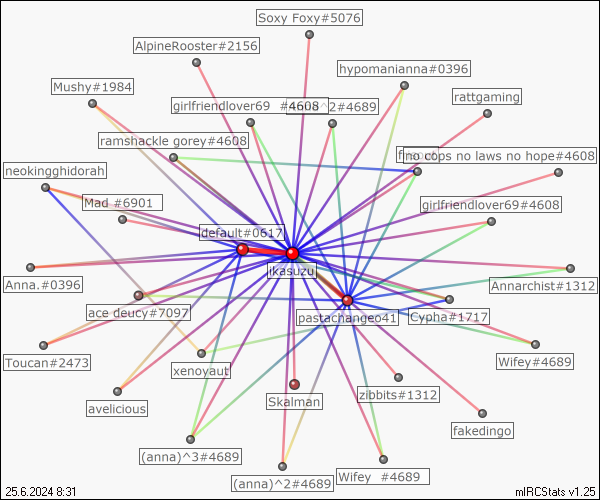 Soxy Foxy#5076
AlpineRooster#2156
hypomanianna#0396
Mushy#1984
girlfriendlover69 #4608
^2#4689
rattgaming
ramshackle gorey#4608
no cops no laws no hope#4608
neokingghidorah
Mad #6901
girlfriendlover69#4608
default#0617
ikasuzu
Anna.#0396
Annarchist#1312
ace deucy#7097
pastachangeo41
Cypha#1717
Toucan#2473
xenoyaut
Wifey#4689
avelicious
Skalman
zibbits#1312
fakedingo
(anna)^3#4689
(anna)^2#4689
Wifey #4689
25.6.2024 8:31
mIRCStats v1.25